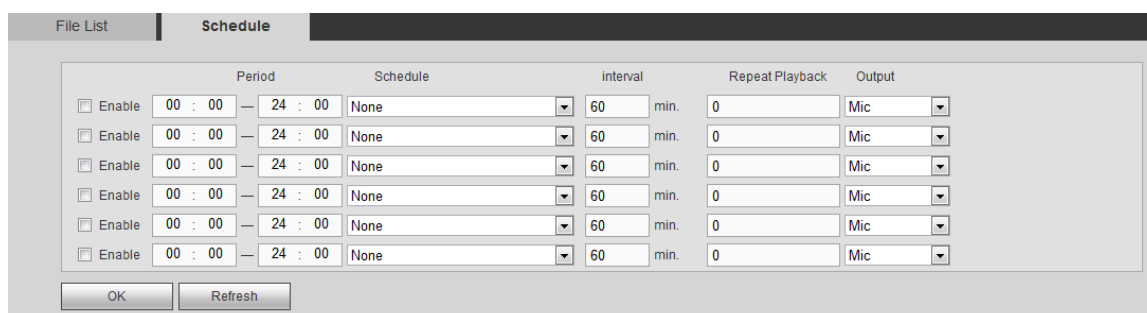 File List Schedule
Period Schedule interval Repeat Playback Output
Enable 00 : 00 — 24 : 00 None 60 min. 0 Mic
Enable 00 : 00 — 24 : 00 None 60 min. 0 Mic
Enable 00 : 00 — 24 : 00 None 60 min. 0 Mic
Enable 00 : 00 — 24 : 00 None 60 min. 0 Mic
Enable 00 : 00 — 24 : 00 None 60 min. 0 Mic
Enable 00 : 00 — 24 : 00 None 60 min. 0 Mic
OK Refresh